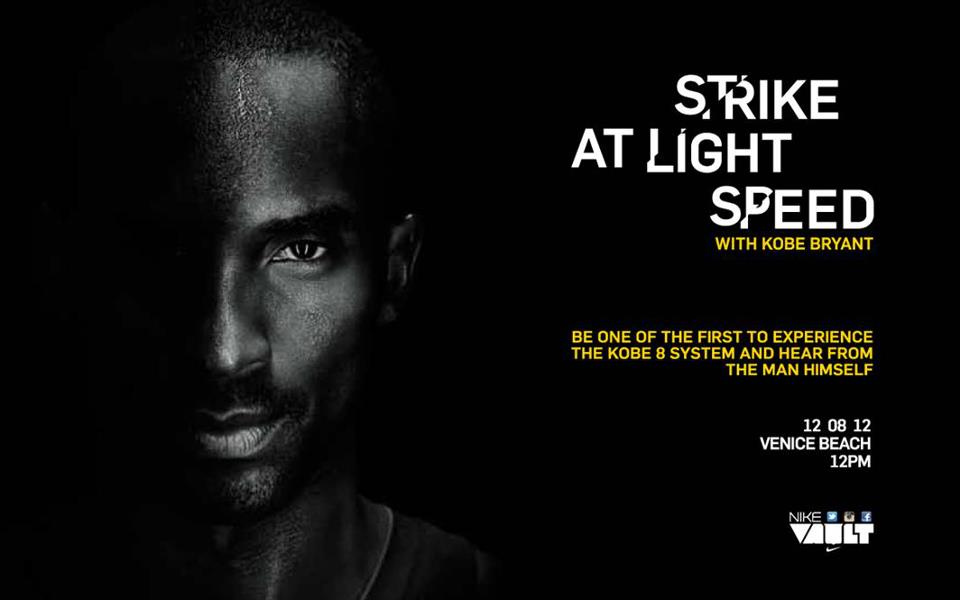 STRIKE
AT LIGHT
SPEED
WITH KOBE BRYANT
BE ONE OF THE FIRST TO EXPERIENCE
THE KOBE 8 SYSTEM AND HEAR FROM
THE MAN HIMSELF
12 08 12
VENICE BEACH
12PM
NIKE
VAULT